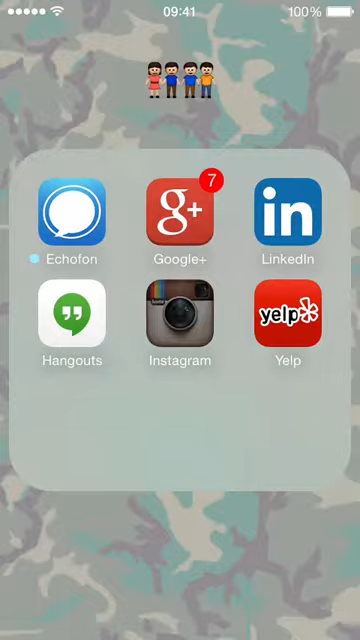 09:41
100%
7
g+
in
Echofon
Google+
LinkedIn
yelp
Hangouts
Instagram
Yelp